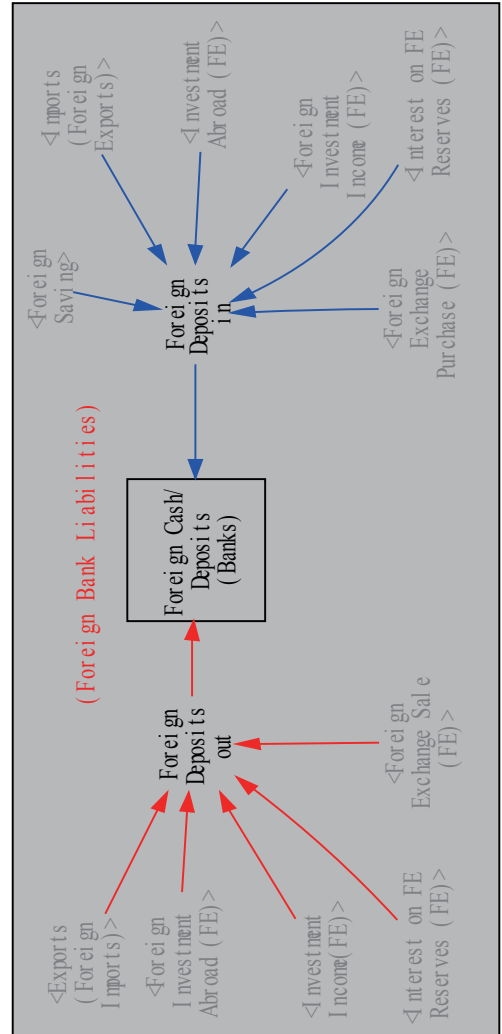 <Exports
(Foreign
Imports)>
<Foreign
Investment
Abroad (FE)>
<Investment
Income(FE)>
<Interest on FE
Reserves (FE)>
<Foreign
Exchange Sale
(FE)>
Foreign
Deposits
out
(Foreign Bank Liabilities)
Foreign Cash/
Deposits
(Banks)
Foreign
Deposits
in
<Foreign
Saving>
<Imports
(Foreign
Exports)>
<Investment
Abroad (FE)>
<Foreign
Investment
Income (FE)>
<Interest on FE
Reserves (FE)>
<Foreign
Exchange
Purchase (FE)>